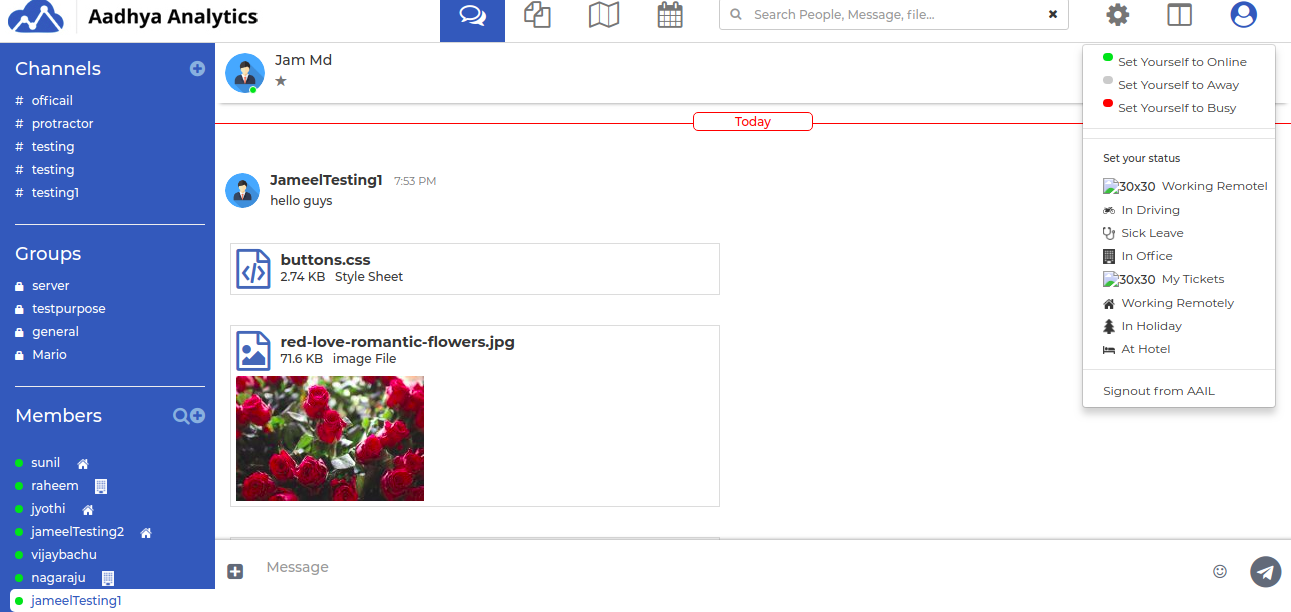 Aadhya Analytics
Search People, Message, file...
Channels
# officail
# protractor
# testing
# testing
# testing1
Groups
server
testpurpose
general
Mario
Members
sunil
raheem
jyothi
jameelTesting2
vijaybachu
nagaraju
jameelTesting1
Jam Md
Today
JameelTesting1 7:53 PM
hello guys
buttons.css
2.74 KB Style Sheet
red-love-romantic-flowers.jpg
71.6 KB image File
Message
Set Yourself to Online
Set Yourself to Away
Set Yourself to Busy
Set your status
30x30 Working Remotel
In Driving
Sick Leave
In Office
30x30 My Tickets
Working Remotely
In Holiday
At Hotel
Signout from AAIL